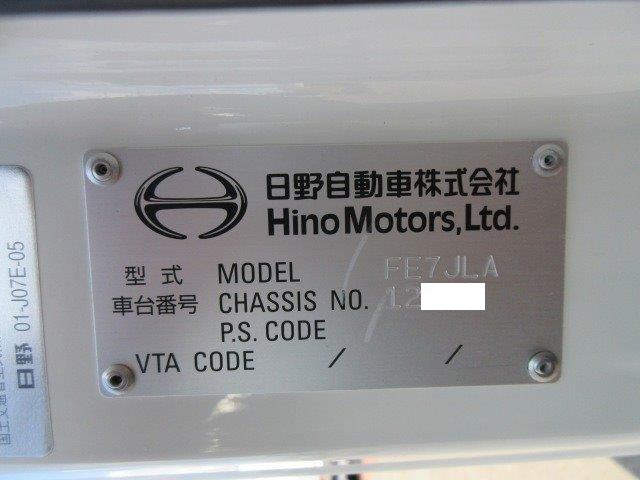 日野自動車株式会社
Hino Motors, Ltd.
型式 MODEL FE7JLA
車台番号 CHASSIS NO. 12
P.S. CODE
VTA CODE / /
日野 01-J07E-05